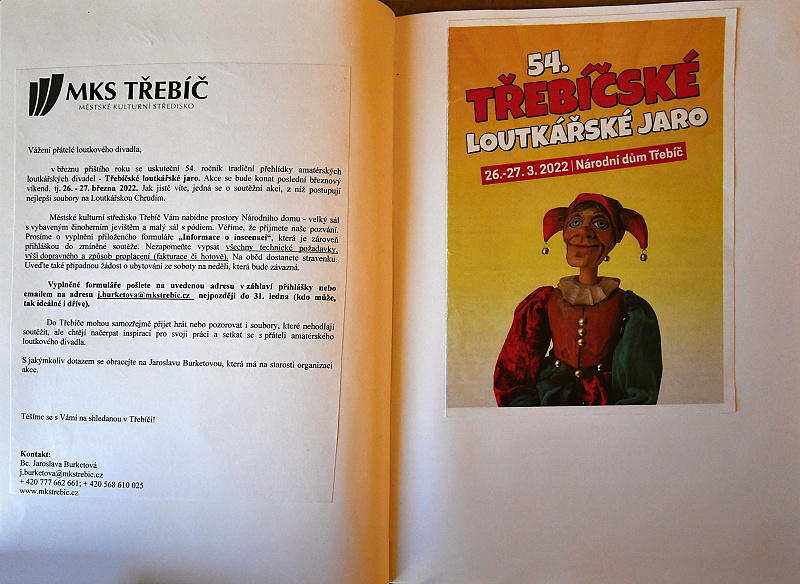 MKS TŘEBÍČ
MĚSTSKÉ KULTURNÍ STŘEDISKO
Vážení přátelé loutkového divadla,
v březnu příštího roku se uskuteční 54. ročník tradiční přehlídky amatérských
loutkářských divadel - Třebíčské loutkářské jaro. Akce se bude konat poslední březnový
víkend, tj. 26. - 27. března 2022. Jak jistě víte, jedná se o soutěžní akci, z níž postupují
nejlepší soubory na Loutkářskou Chrudim.
Městské kulturní středisko Třebíč Vám nabídne prostory Národního domu - velký sál
s vybaveným činoherním jevištěm a malý sál s pódiem. Věříme, že přijmete naše pozvání.
Prosíme o vyplnění přiloženého formuláře „Informace o inscenaci", která je zároveň
přihláškou do zmíněné soutěže. Nezapomeňte vypsat všechny technické požadavky,
výši dopravného a způsob proplacení (fakturace či hotově). Na oběd dostanete stravenku.
Uveďte také případnou žádost o ubytování ze soboty na neděli, která bude závazná.
Vyplněné formuláře pošlete na uvedenou adresu v záhlaví přihlášky nebo
emailem na adresu j.burketova@mkstrebic.cz nejpozději do 31. ledna (kdo může,
tak ideálně i dříve).
Do Třebíče mohou samozřejmě přijet hrát nebo pozorovat i soubory, které nehodlají
soutěžit, ale chtějí načerpat inspiraci pro svoji práci a setkat se s přáteli amatérského
loutkového divadla.
S jakýmkoliv dotazem se obracejte na Jaroslavu Burketovou, která má na starosti organizaci
akce.
Těšíme se s Vámi na shledanou v Třebíči!
Kontakt:
Bc. Jaroslava Burketová
j.burketova@mkstrebic.cz
+ 420 777 662 661; + 420 568 610 025
www.mkstrebic.cz
54.
TŘEBÍČSKÉ
LOUTKÁŘSKÉ JARO
26.-27. 3. 2022 | Národní dům Třebíč